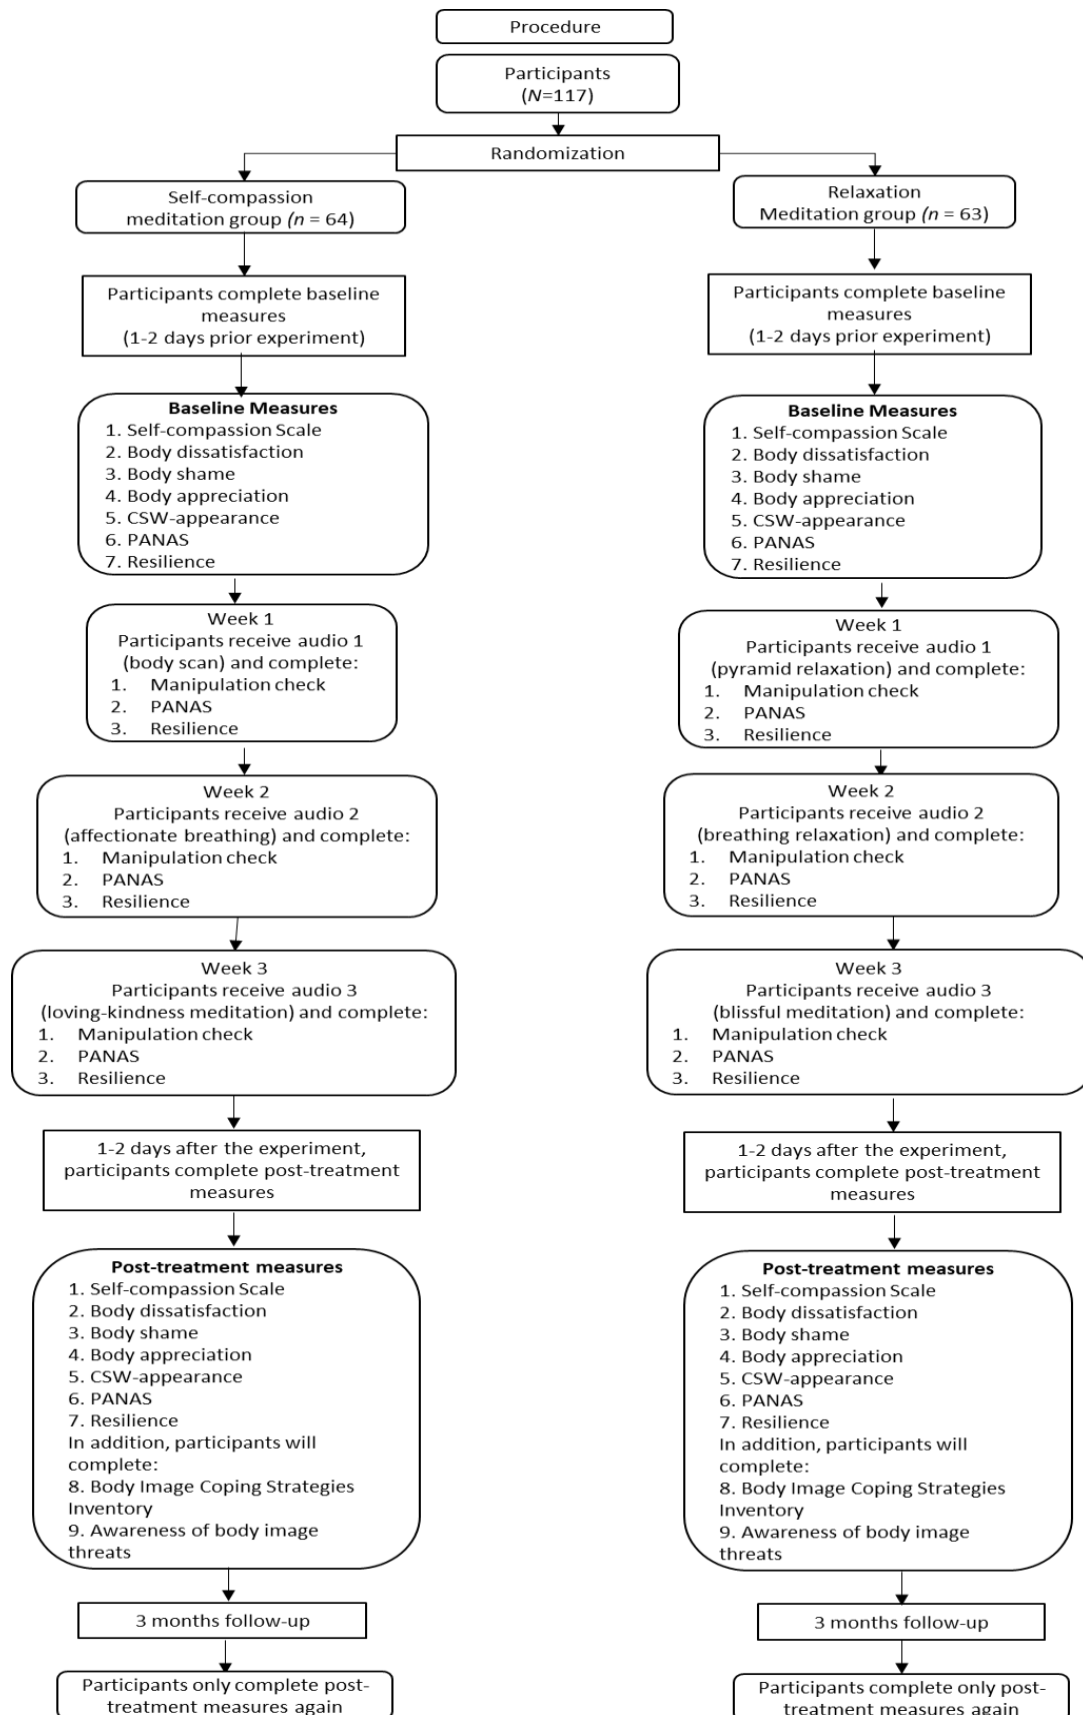 Procedure
Participants
(N=117)
Randomization
Self-compassion
meditation group (n = 64)
Participants complete baseline
measures
(1-2 days prior experiment)
Baseline Measures
1. Self-compassion Scale
2. Body dissatisfaction
3. Body shame
4. Body appreciation
5. CSW-appearance
6. PANAS
7. Resilience
Week 1
Participants receive audio 1
(body scan) and complete:
1. Manipulation check
2. PANAS
3. Resilience
Week 2
Participants receive audio 2
(affectionate breathing) and complete:
1. Manipulation check
2. PANAS
3. Resilience
Week 3
Participants receive audio 3
(loving-kindness meditation) and complete:
1. Manipulation check
2. PANAS
3. Resilience
1-2 days after the experiment,
participants complete post-treatment
measures
Post-treatment measures
1. Self-compassion Scale
2. Body dissatisfaction
3. Body shame
4. Body appreciation
5. CSW-appearance
6. PANAS
7. Resilience
In addition, participants will
complete:
8. Body Image Coping Strategies
Inventory
9. Awareness of body image
threats
3 months follow-up
Participants only complete post-
treatment measures again
Relaxation
Meditation group (n = 63)
Participants complete baseline
measures
(1-2 days prior experiment)
Baseline Measures
1. Self-compassion Scale
2. Body dissatisfaction
3. Body shame
4. Body appreciation
5. CSW-appearance
6. PANAS
7. Resilience
Week 1
Participants receive audio 1
(pyramid relaxation) and complete:
1. Manipulation check
2. PANAS
3. Resilience
Week 2
Participants receive audio 2
(breathing relaxation) and complete:
1. Manipulation check
2. PANAS
3. Resilience
Week 3
Participants receive audio 3
(blissful meditation) and complete:
1. Manipulation check
2. PANAS
3. Resilience
1-2 days after the experiment,
participants complete post-treatment
measures
Post-treatment measures
1. Self-compassion Scale
2. Body dissatisfaction
3. Body shame
4. Body appreciation
5. CSW-appearance
6. PANAS
7. Resilience
In addition, participants will
complete:
8. Body Image Coping Strategies
Inventory
9. Awareness of body image
threats
3 months follow-up
Participants complete only post-
treatment measures again